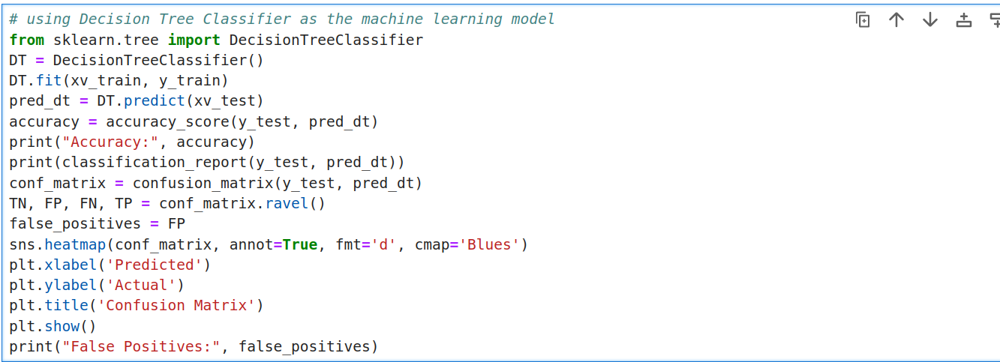 # using Decision Tree Classifier as the machine learning model
from sklearn.tree import DecisionTreeClassifier
DT = DecisionTreeClassifier()
DT.fit(xv_train, y_train)
pred_dt = DT.predict(xv_test)
accuracy = accuracy_score(y_test, pred_dt)
print("Accuracy:", accuracy)
print(classification_report(y_test, pred_dt))
conf_matrix = confusion_matrix(y_test, pred_dt)
TN, FP, FN, TP = conf_matrix.ravel()
false_positives = FP
sns.heatmap(conf_matrix, annot=True, fmt='d', cmap='Blues')
plt.xlabel('Predicted')
plt.ylabel('Actual')
plt.title('Confusion Matrix')
plt.show()
print("False Positives:", false_positives)